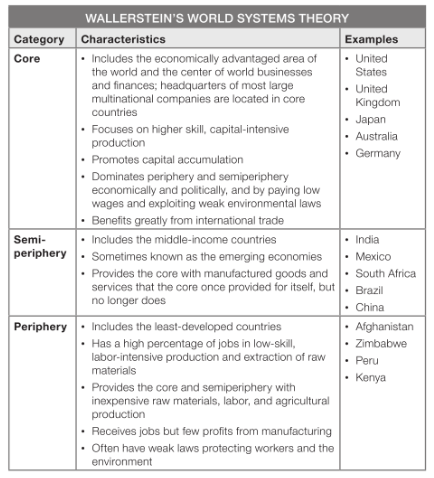 WALLERSTEIN'S WORLD SYSTEMS THEORY
Category Characteristics Examples
Core
• Includes the economically advantaged area of
the world and the center of world businesses
and finances; headquarters of most large
multinational companies are located in core
countries
• Focuses on higher skill, capital-intensive
production
• Promotes capital accumulation
• Dominates periphery and semiperiphery
economically and politically, and by paying low
wages and exploiting weak environmental laws
• Benefits greatly from international trade
• United
States
• United
Kingdom
• Japan
• Australia
• Germany
Semi-
periphery
• Includes the middle-income countries
• Sometimes known as the emerging economies
• Provides the core with manufactured goods and
services that the core once provided for itself, but
no longer does
• India
• Mexico
• South Africa
• Brazil
• China
Periphery
• Includes the least-developed countries
• Has a high percentage of jobs in low-skill,
labor-intensive production and extraction of raw
materials
• Provides the core and semiperiphery with
inexpensive raw materials, labor, and agricultural
production
• Receives jobs but few profits from manufacturing
• Often have weak laws protecting workers and the
environment
• Afghanistan
• Zimbabwe
• Peru
• Kenya